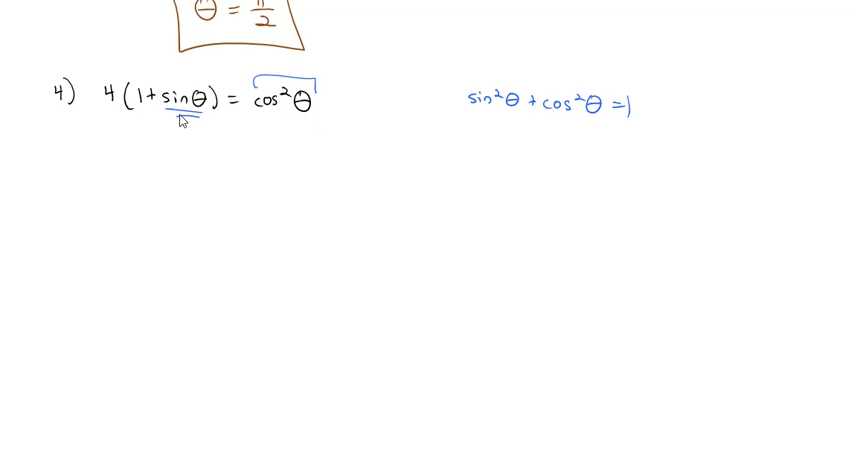 θ = π/2
4) 4(1 + sinθ) = cos²θ
sin²θ + cos²θ = 1